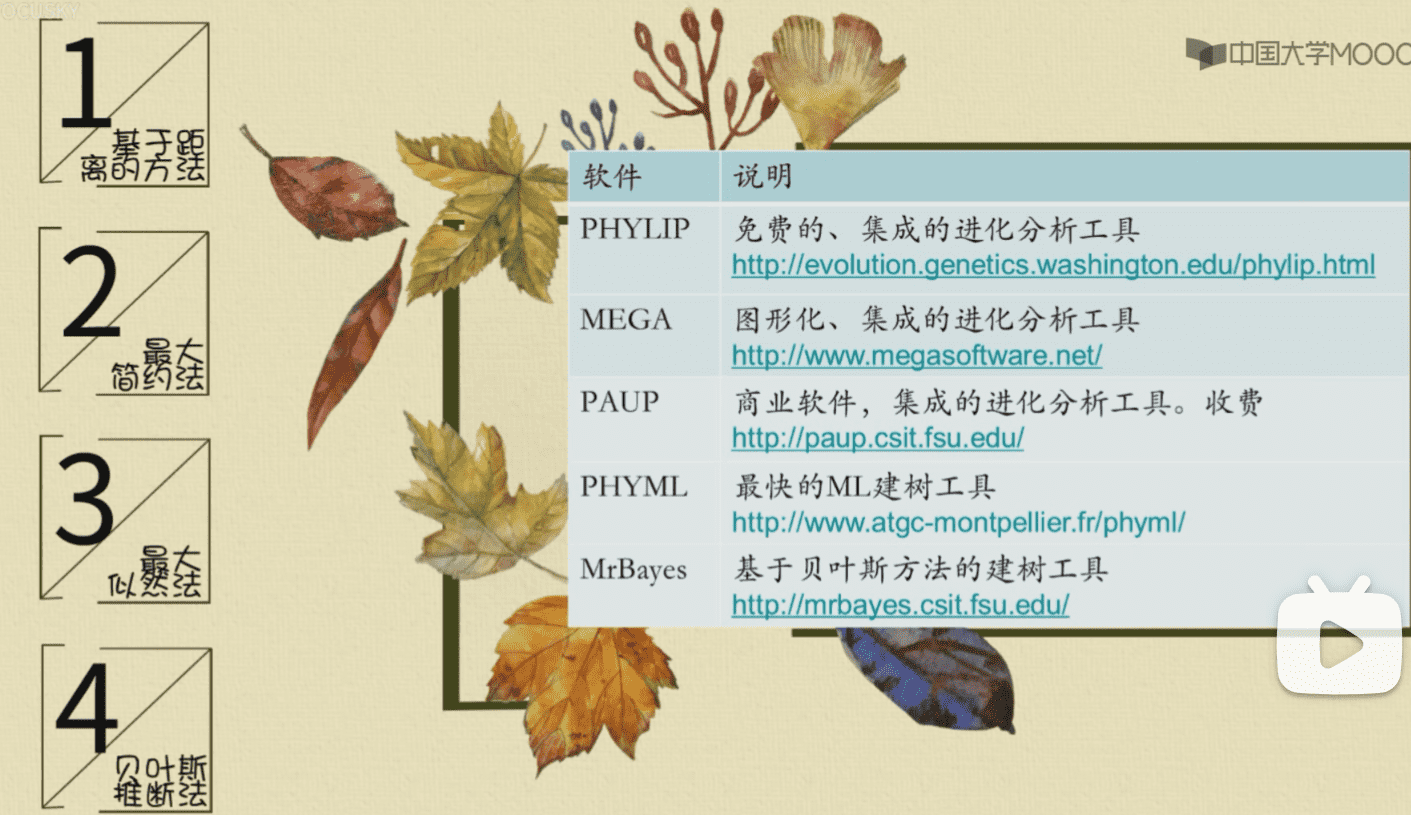 FOCUSKY
中国大学MOOC
1
基于距
离的方法
2
最大
简约法
3
最大
似然法
4
贝叶斯
推断法
软件 说明
PHYLIP 免费的、集成的进化分析工具
http://evolution.genetics.washington.edu/phylip.html
MEGA 图形化、集成的进化分析工具
http://www.megasoftware.net/
PAUP 商业软件，集成的进化分析工具。收费
http://paup.csit.fsu.edu/
PHYML 最快的ML建树工具
http://www.atgc-montpellier.fr/phyml/
MrBayes 基于贝叶斯方法的建树工具
http://mrbayes.csit.fsu.edu/